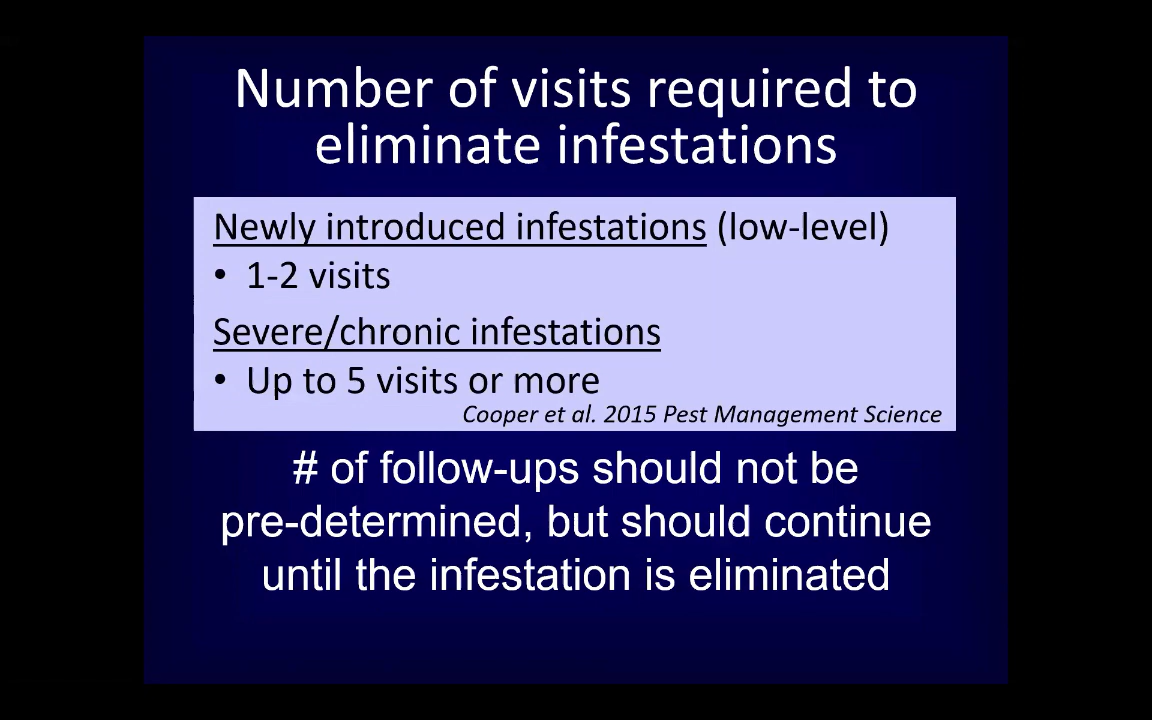 Number of visits required to
eliminate infestations
Newly introduced infestations (low-level)
• 1-2 visits
Severe/chronic infestations
• Up to 5 visits or more
Cooper et al. 2015 Pest Management Science
# of follow-ups should not be
pre-determined, but should continue
until the infestation is eliminated